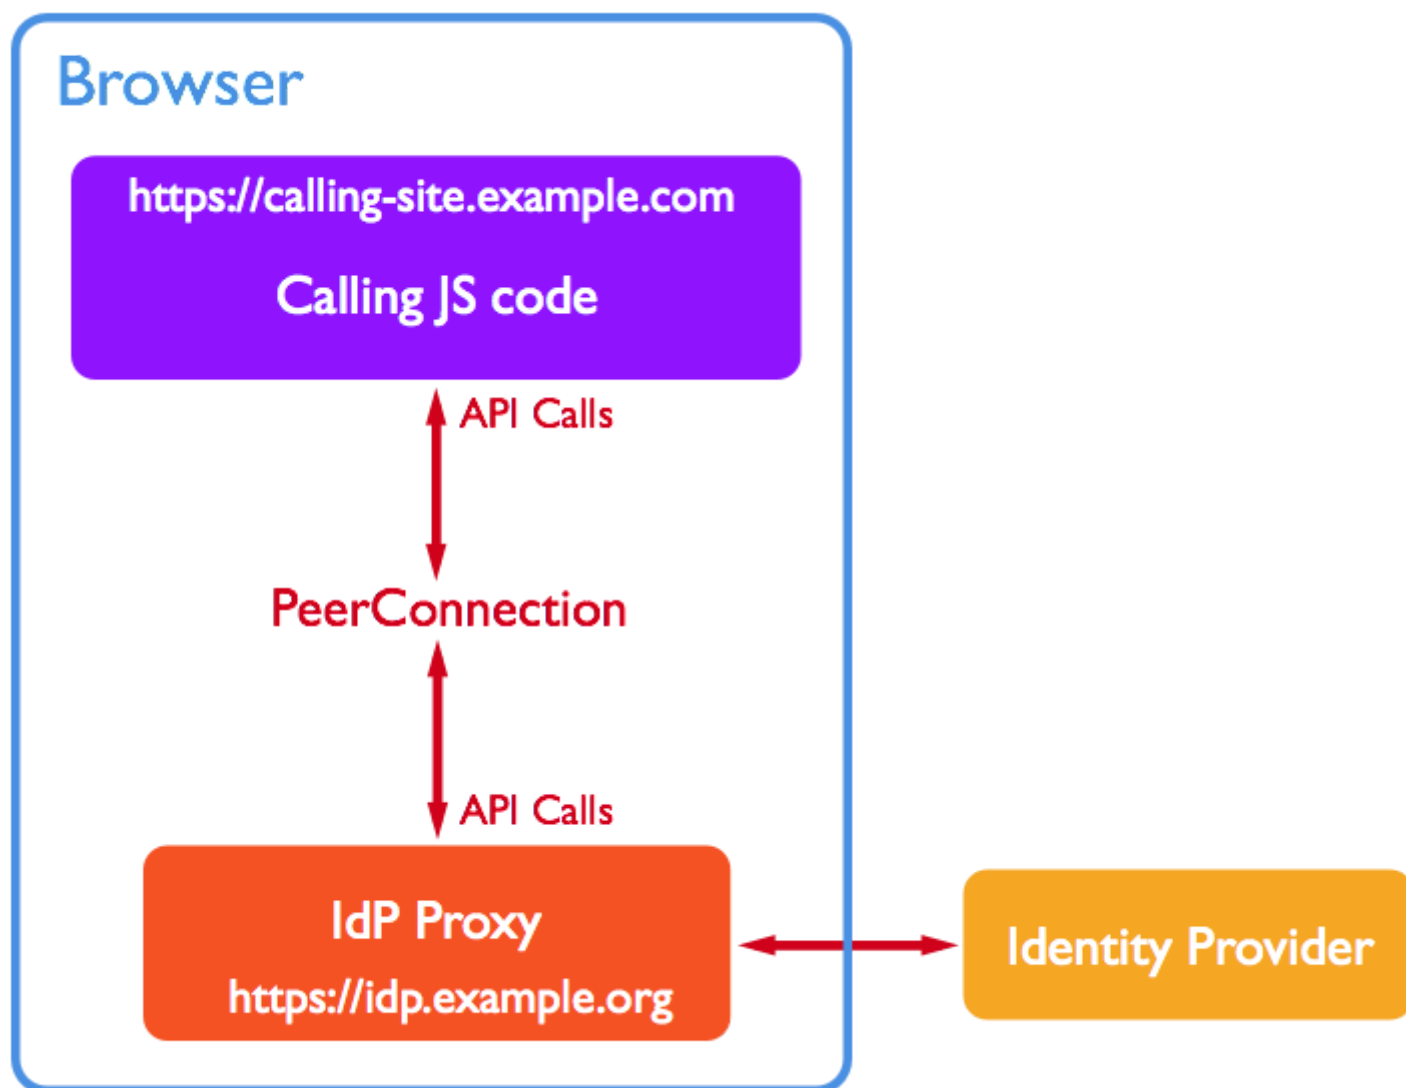 Browser
https://calling-site.example.com
Calling JS code
API Calls
PeerConnection
API Calls
IdP Proxy
https://idp.example.org
Identity Provider